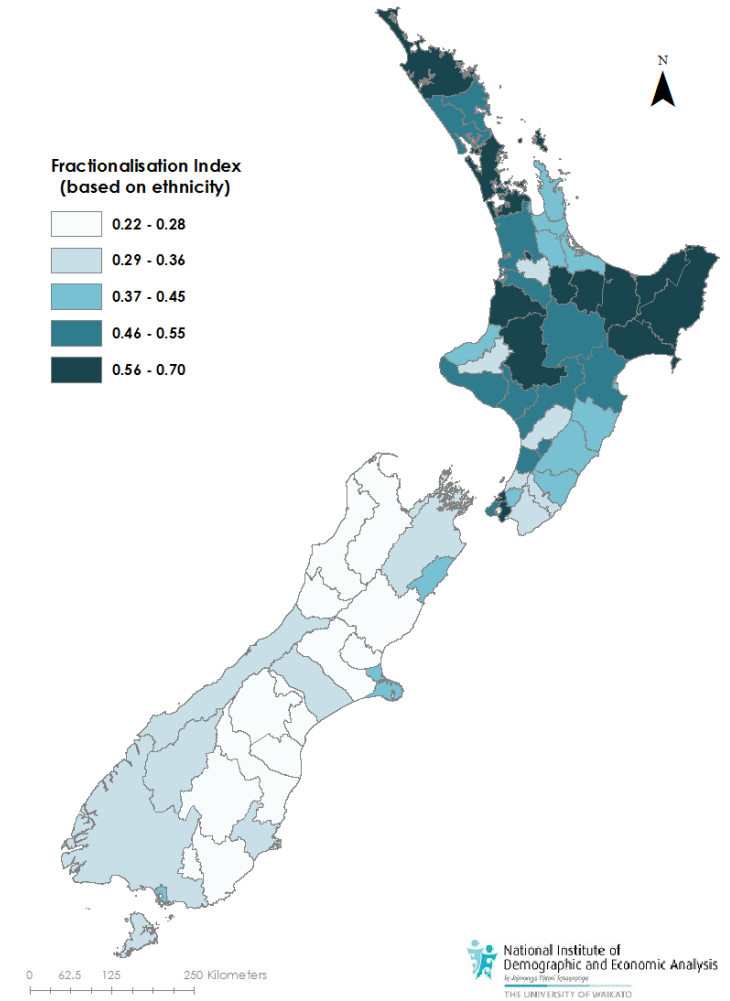 N
Fractionalisation Index
(based on ethnicity)
0.22 - 0.28
0.29 - 0.36
0.37 - 0.45
0.46 - 0.55
0.56 - 0.70
National Institute of
Demographic and Economic Analysis
THE UNIVERSITY OF WAIKATO
0 62.5 125 250 Kilometers